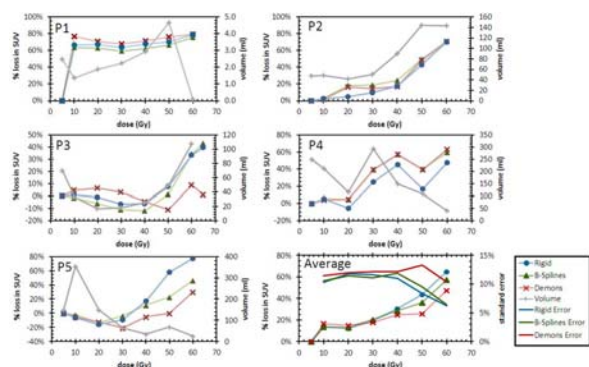 P1
% loss in SUV
100%
80%
60%
40%
20%
0%
5.0
4.0
3.0
2.0
1.0
0.0
volume (ml)
0 10 20 30 40 50 60 70
dose (Gy)
P2
% loss in SUV
100%
80%
60%
40%
20%
0%
160
140
120
100
80
60
40
20
0
volume (ml)
0 10 20 30 40 50 60 70
dose (Gy)
P3
% loss in SUV
50%
40%
30%
20%
10%
0%
-10%
-20%
120
100
80
60
40
20
0
volume (ml)
0 10 20 30 40 50 60 70
dose (Gy)
P4
% loss in SUV
80%
60%
40%
20%
0%
-20%
350
300
250
200
150
100
50
0
volume (ml)
0 10 20 30 40 50 60 70
dose (Gy)
P5
% loss in SUV
80%
60%
40%
20%
0%
-20%
-40%
400
300
200
100
0
volume (ml)
0 10 20 30 40 50 60 70
dose (Gy)
Average
% loss in SUV
80%
60%
40%
20%
0%
15%
10%
5%
0%
standard error
0 10 20 30 40 50 60 70
dose (Gy)
Rigid
B-Splines
Demons
Volume
Rigid Error
B-Splines Error
Demons Error